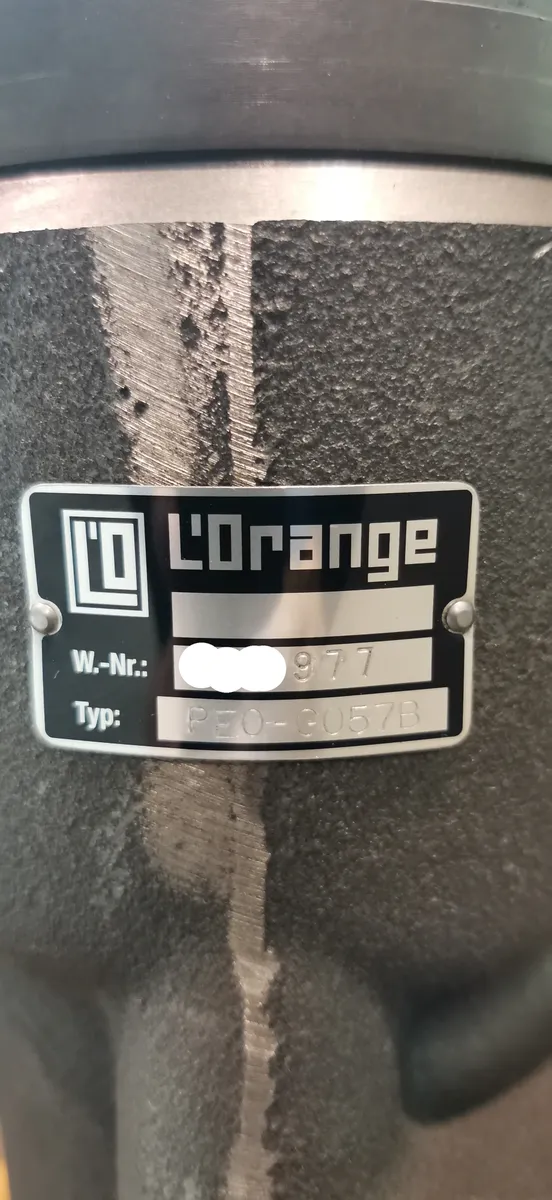 L'O L'Orange
W.-Nr.: 977
Typ: PEO-G057B